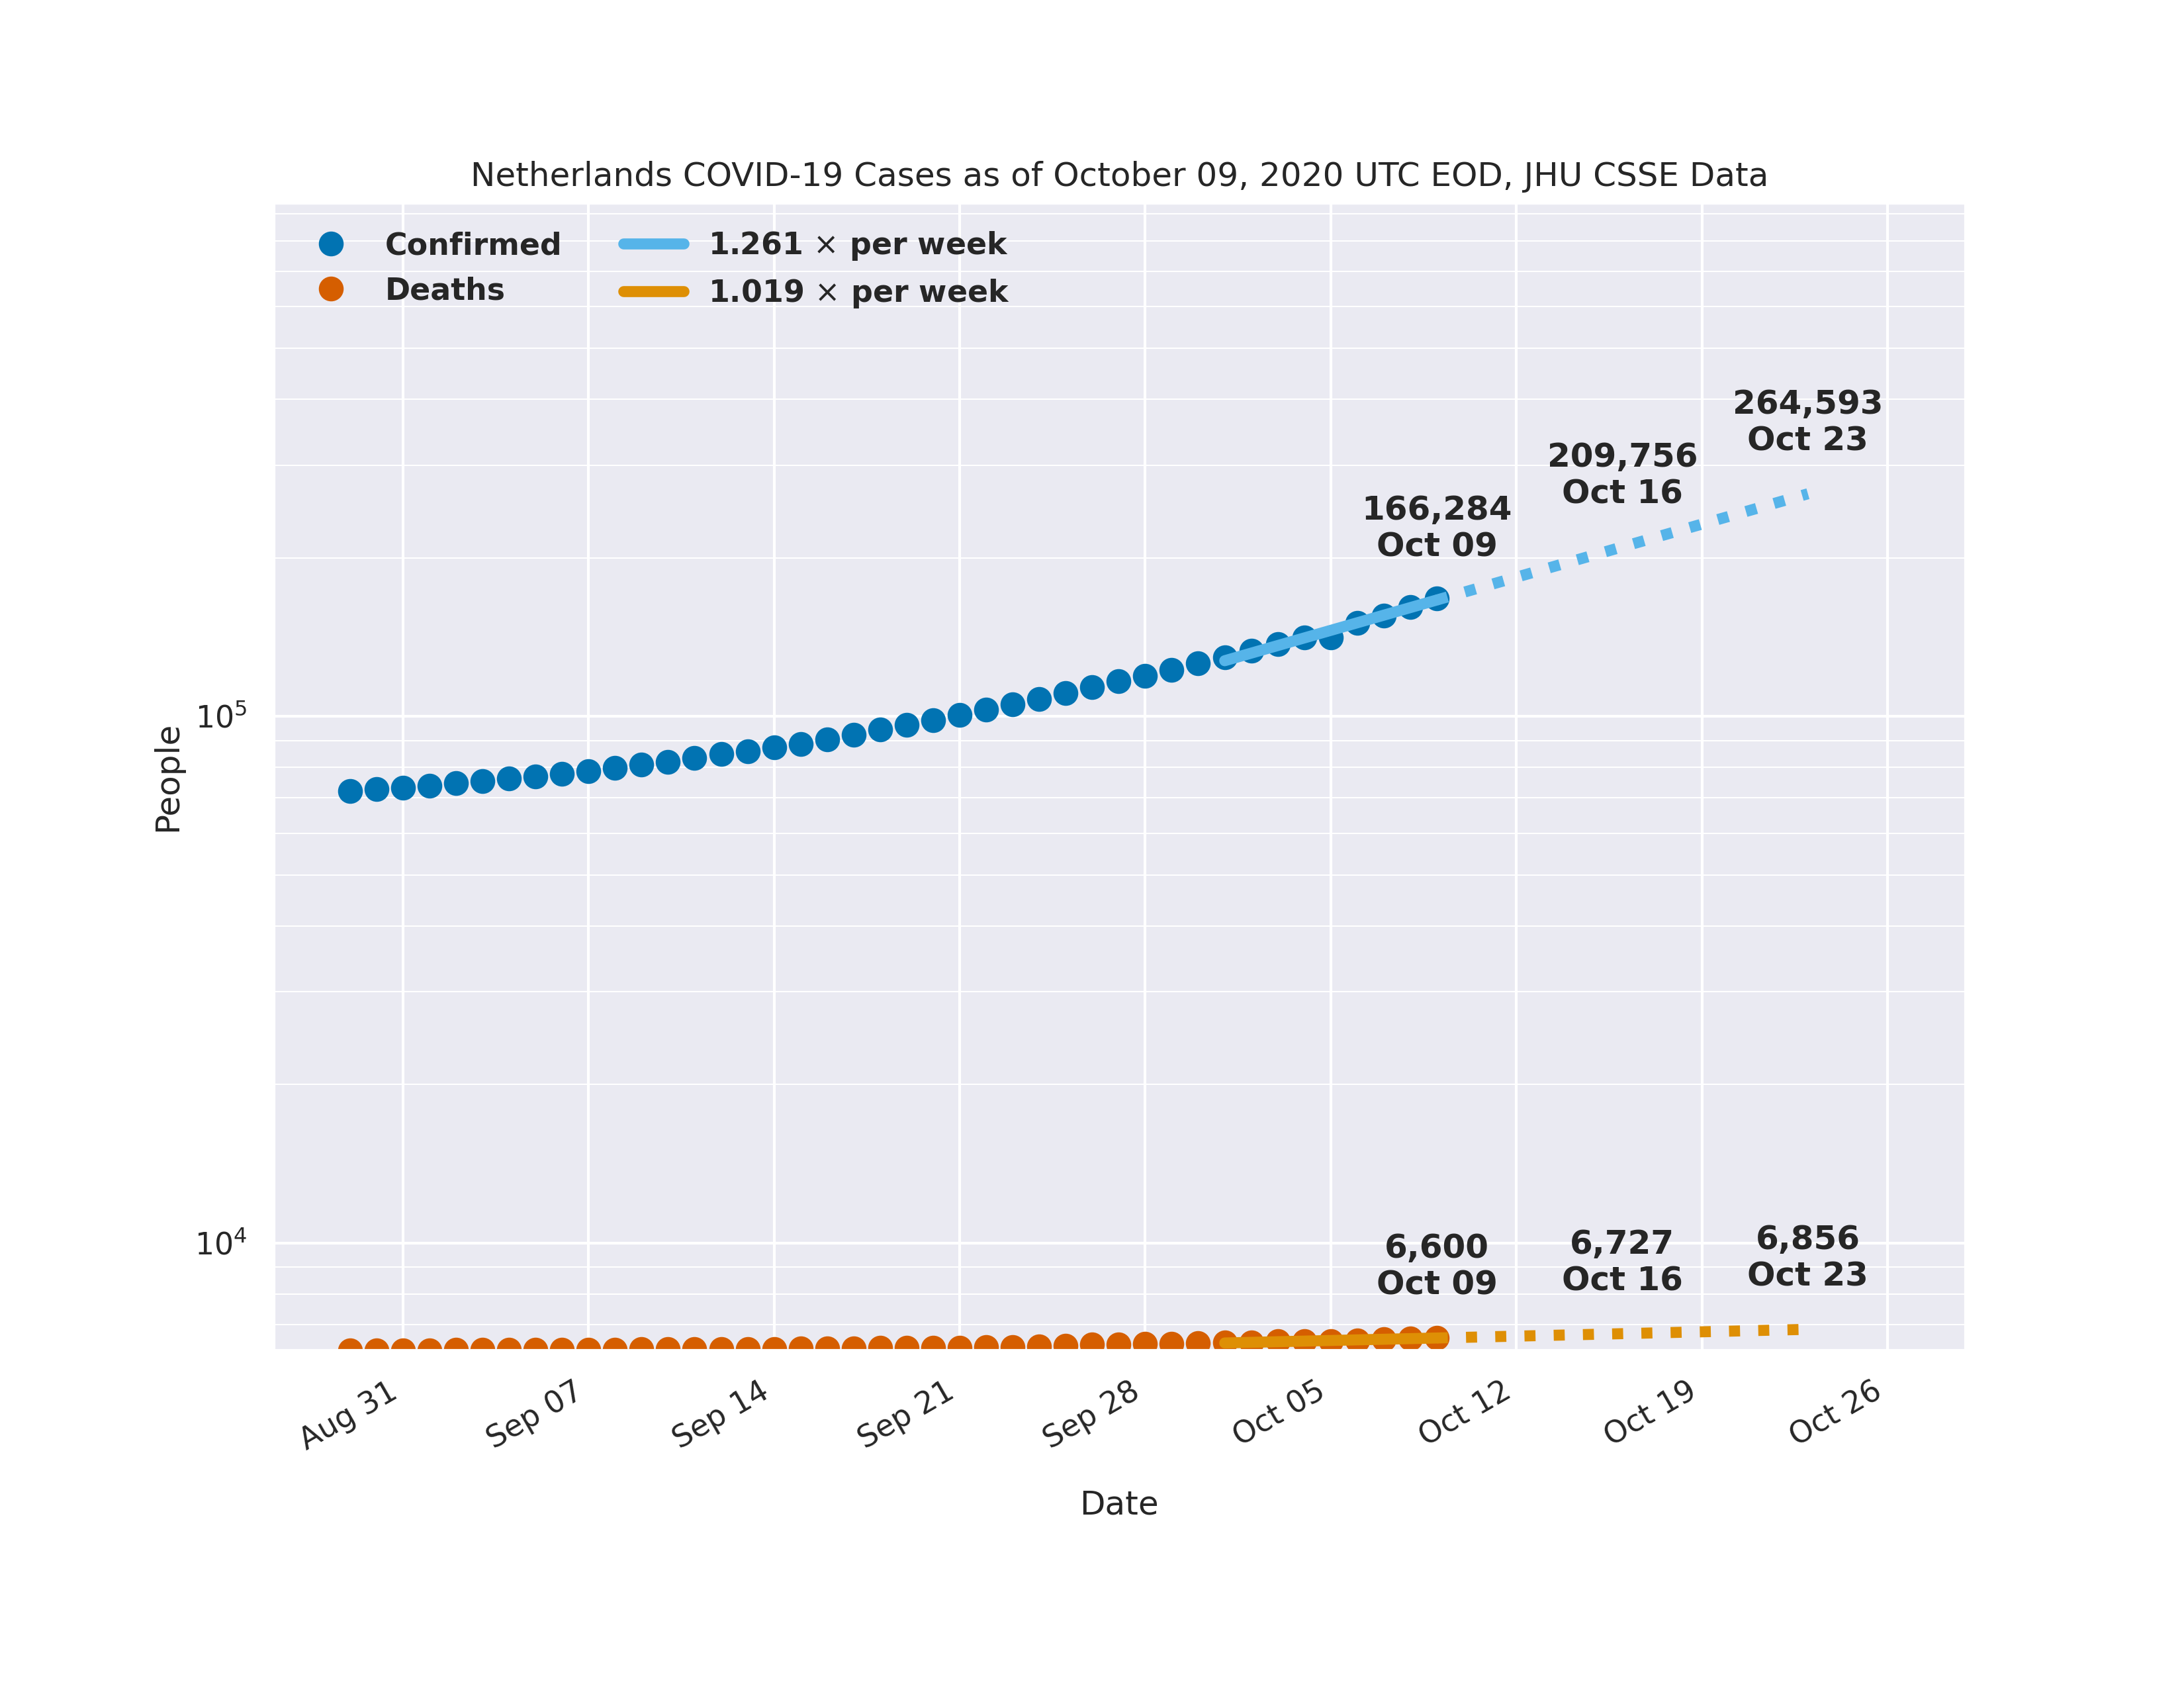 Netherlands COVID-19 Cases as of October 09, 2020 UTC EOD, JHU CSSE Data
Confirmed
Deaths
1.261 × per week
1.019 × per week
264,593
Oct 23
209,756
Oct 16
166,284
Oct 09
10⁵
People
10⁴
6,600
Oct 09
6,727
Oct 16
6,856
Oct 23
Aug 31
Sep 07
Sep 14
Sep 21
Sep 28
Oct 05
Oct 12
Oct 19
Oct 26
Date